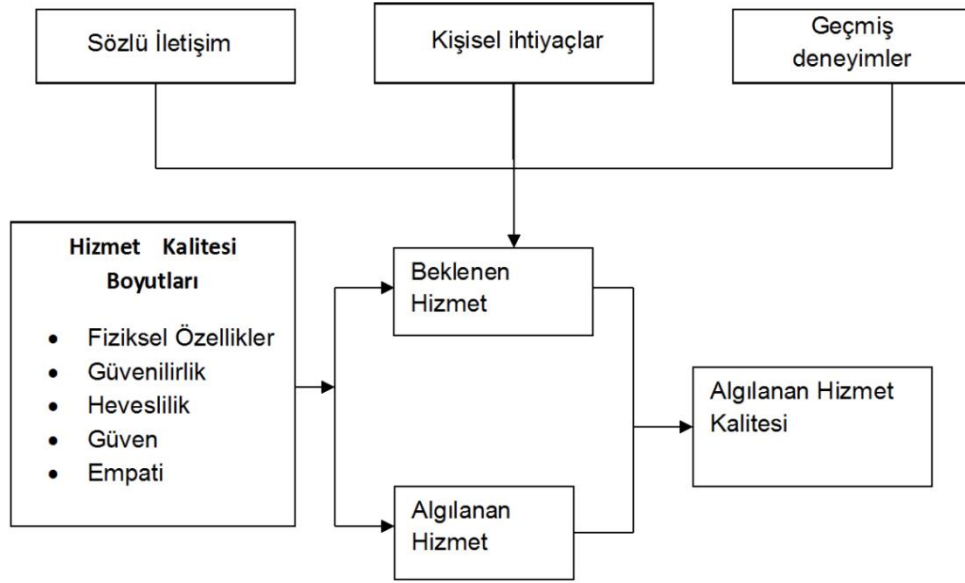 Sözlü İletişim
Kişisel ihtiyaçlar
Geçmiş
deneyimler
Hizmet Kalitesi
Boyutları
• Fiziksel Özellikler
• Güvenilirlik
• Heveslilik
• Güven
• Empati
Beklenen
Hizmet
Algılanan
Hizmet
Algılanan Hizmet
Kalitesi